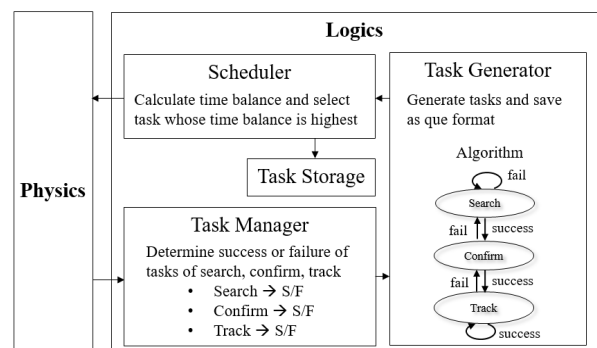 Logics
Scheduler
Calculate time balance and select
task whose time balance is highest
Task Generator
Generate tasks and save
as que format
Physics
Task Storage
Task Manager
Determine success or failure of
tasks of search, confirm, track
• Search → S/F
• Confirm → S/F
• Track → S/F
Algorithm
fail
Search
fail
success
Confirm
fail
success
Track
success